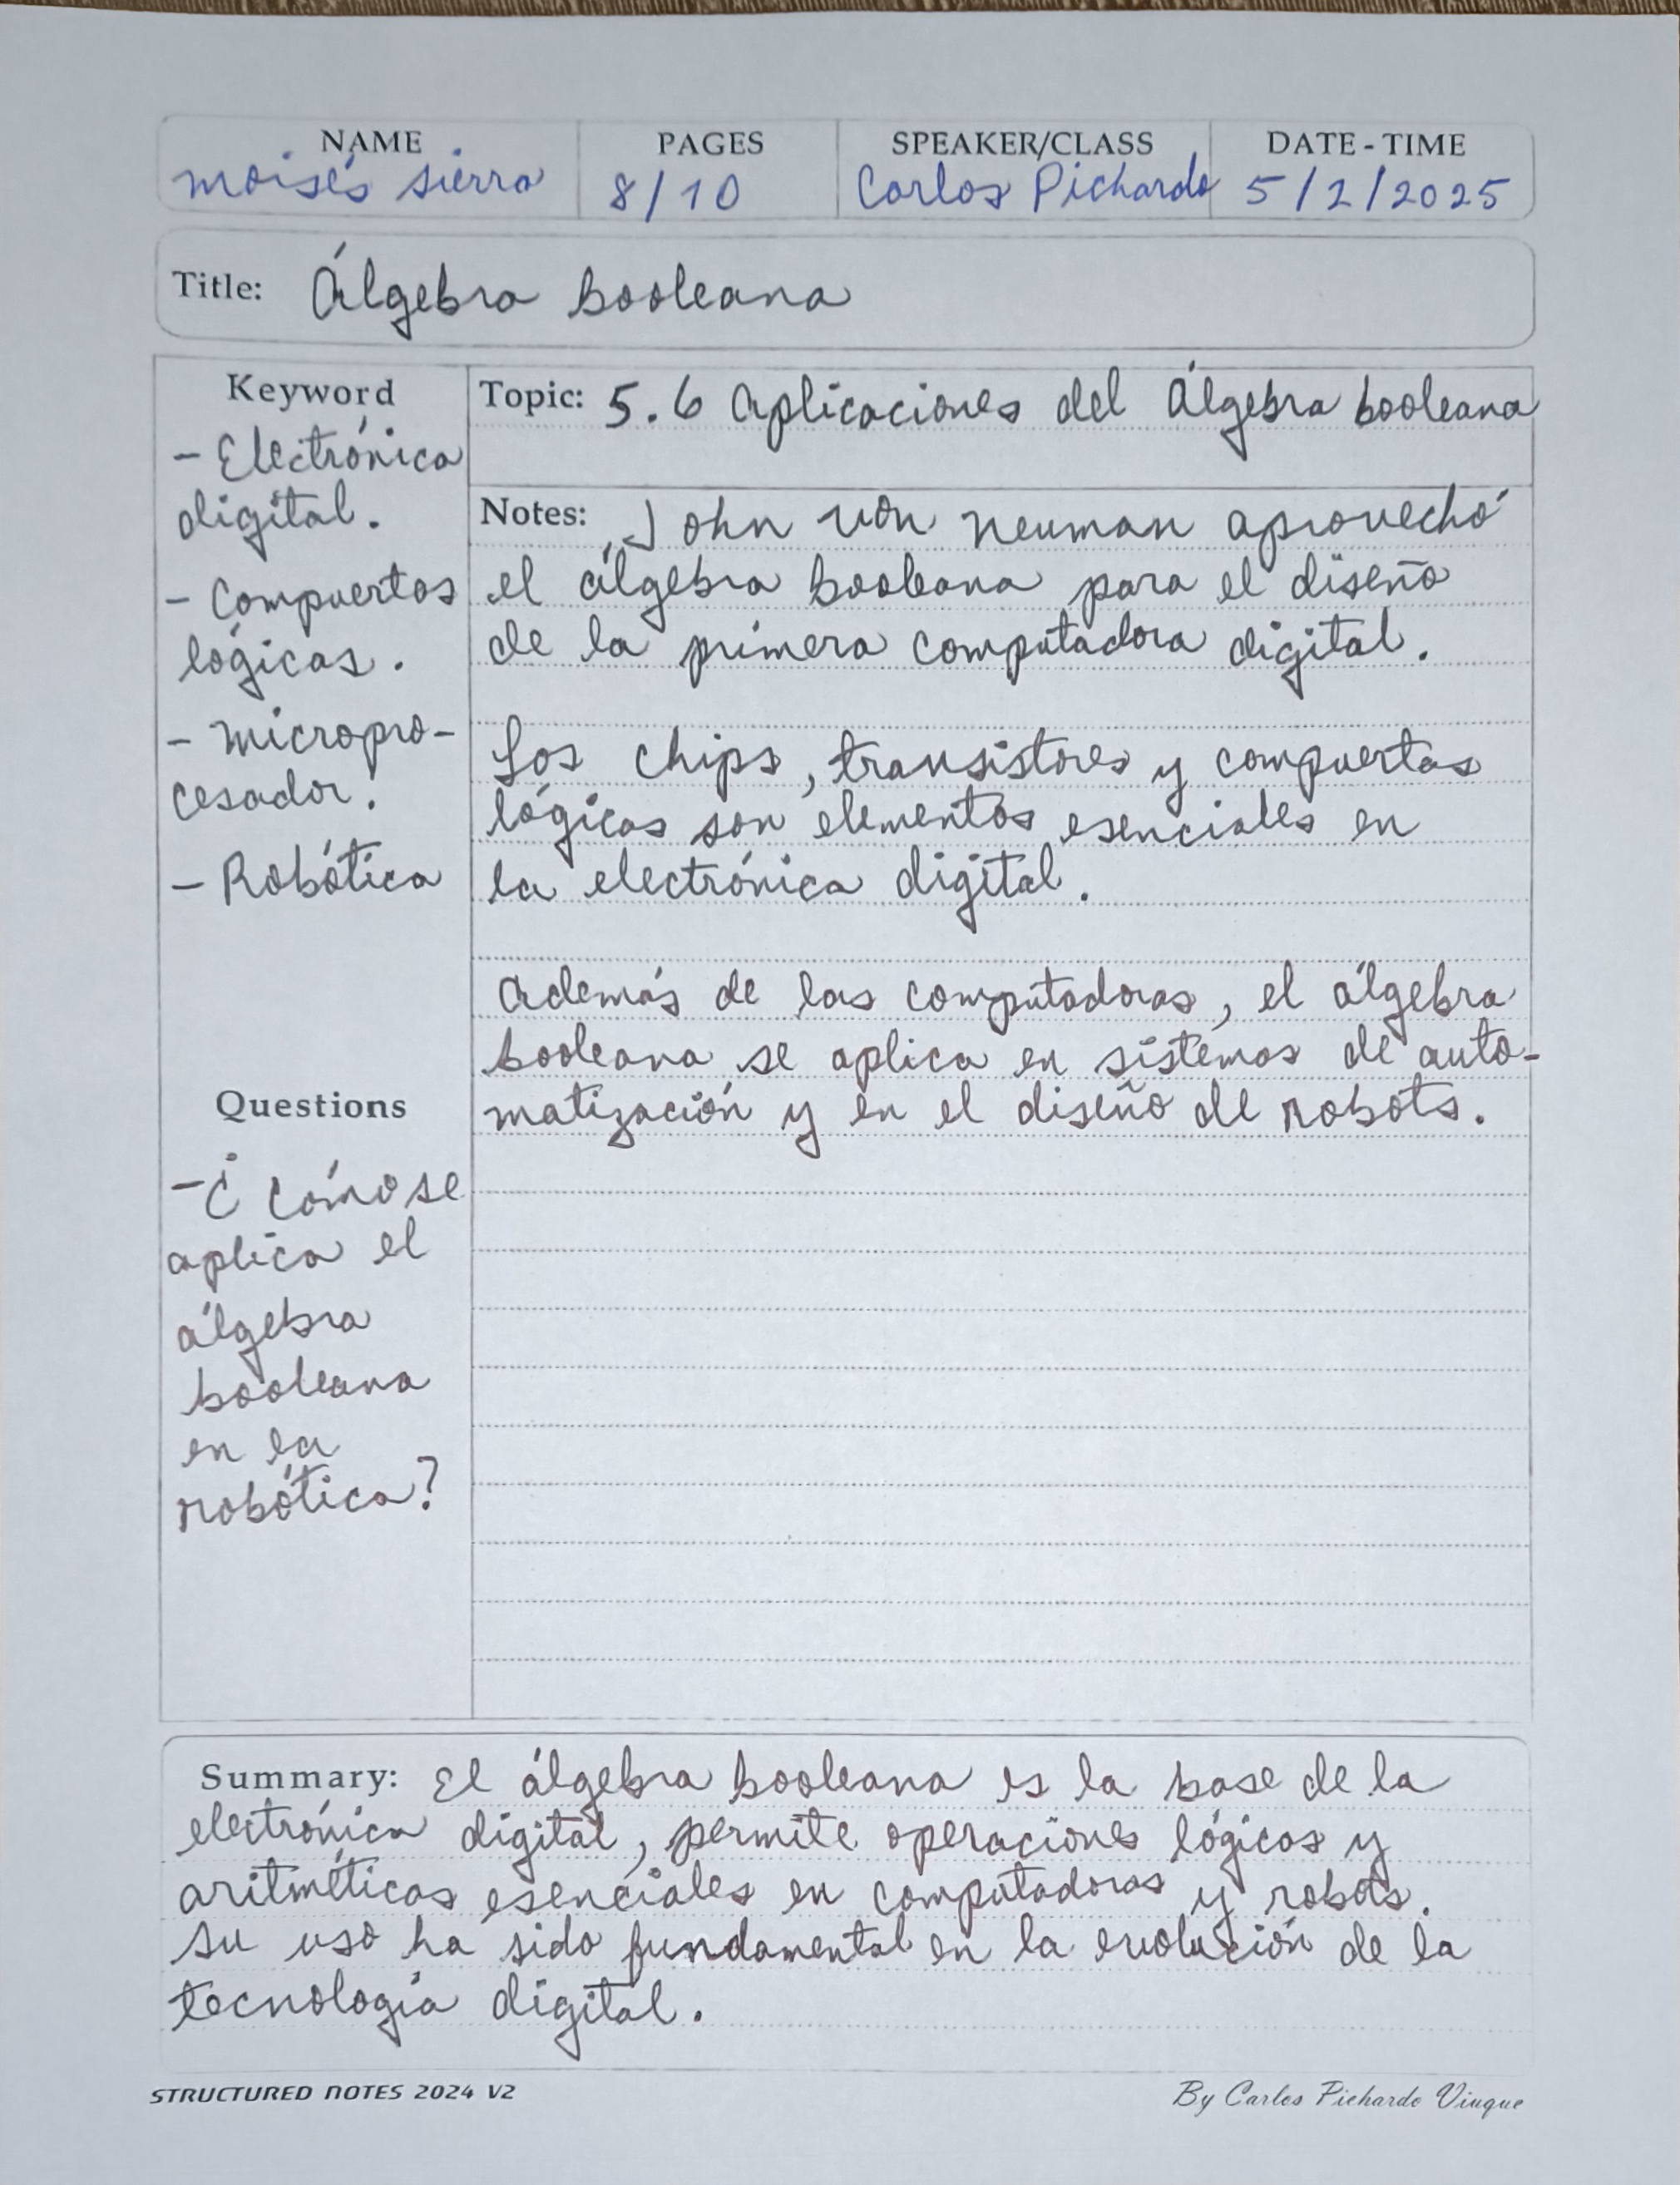 NAME PAGES SPEAKER/CLASS DATE-TIME
moisés sierra 8/10 Carlos Pichardo 5/2/2025
Title: Álgebra booleana
Keyword
- Electrónica
digital.
- Compuertas
lógicas.
- Micropro-
cesador.
- Robótica
Topic: 5.6 Aplicaciones del Álgebra booleana
Notes: John von Neuman aprovechó
el álgebra booleana para el diseño
de la primera computadora digital.
Los chips, transistores y compuertas
lógicas son elementos esenciales en
la electrónica digital.
Además de las computadoras, el álgebra
booleana se aplica en sistemas de auto-
matización y en el diseño de robots.
Questions
- ¿Cómo se
aplica el
álgebra
booleana
en la
robótica?
Summary: El álgebra booleana es la base de la
electrónica digital, permite operaciones lógicas y
aritméticas esenciales en computadoras y robots.
Su uso ha sido fundamental en la evolución de la
tecnología digital.
STRUCTURED NOTES 2024 V2 By Carlos Pichardo Viuque